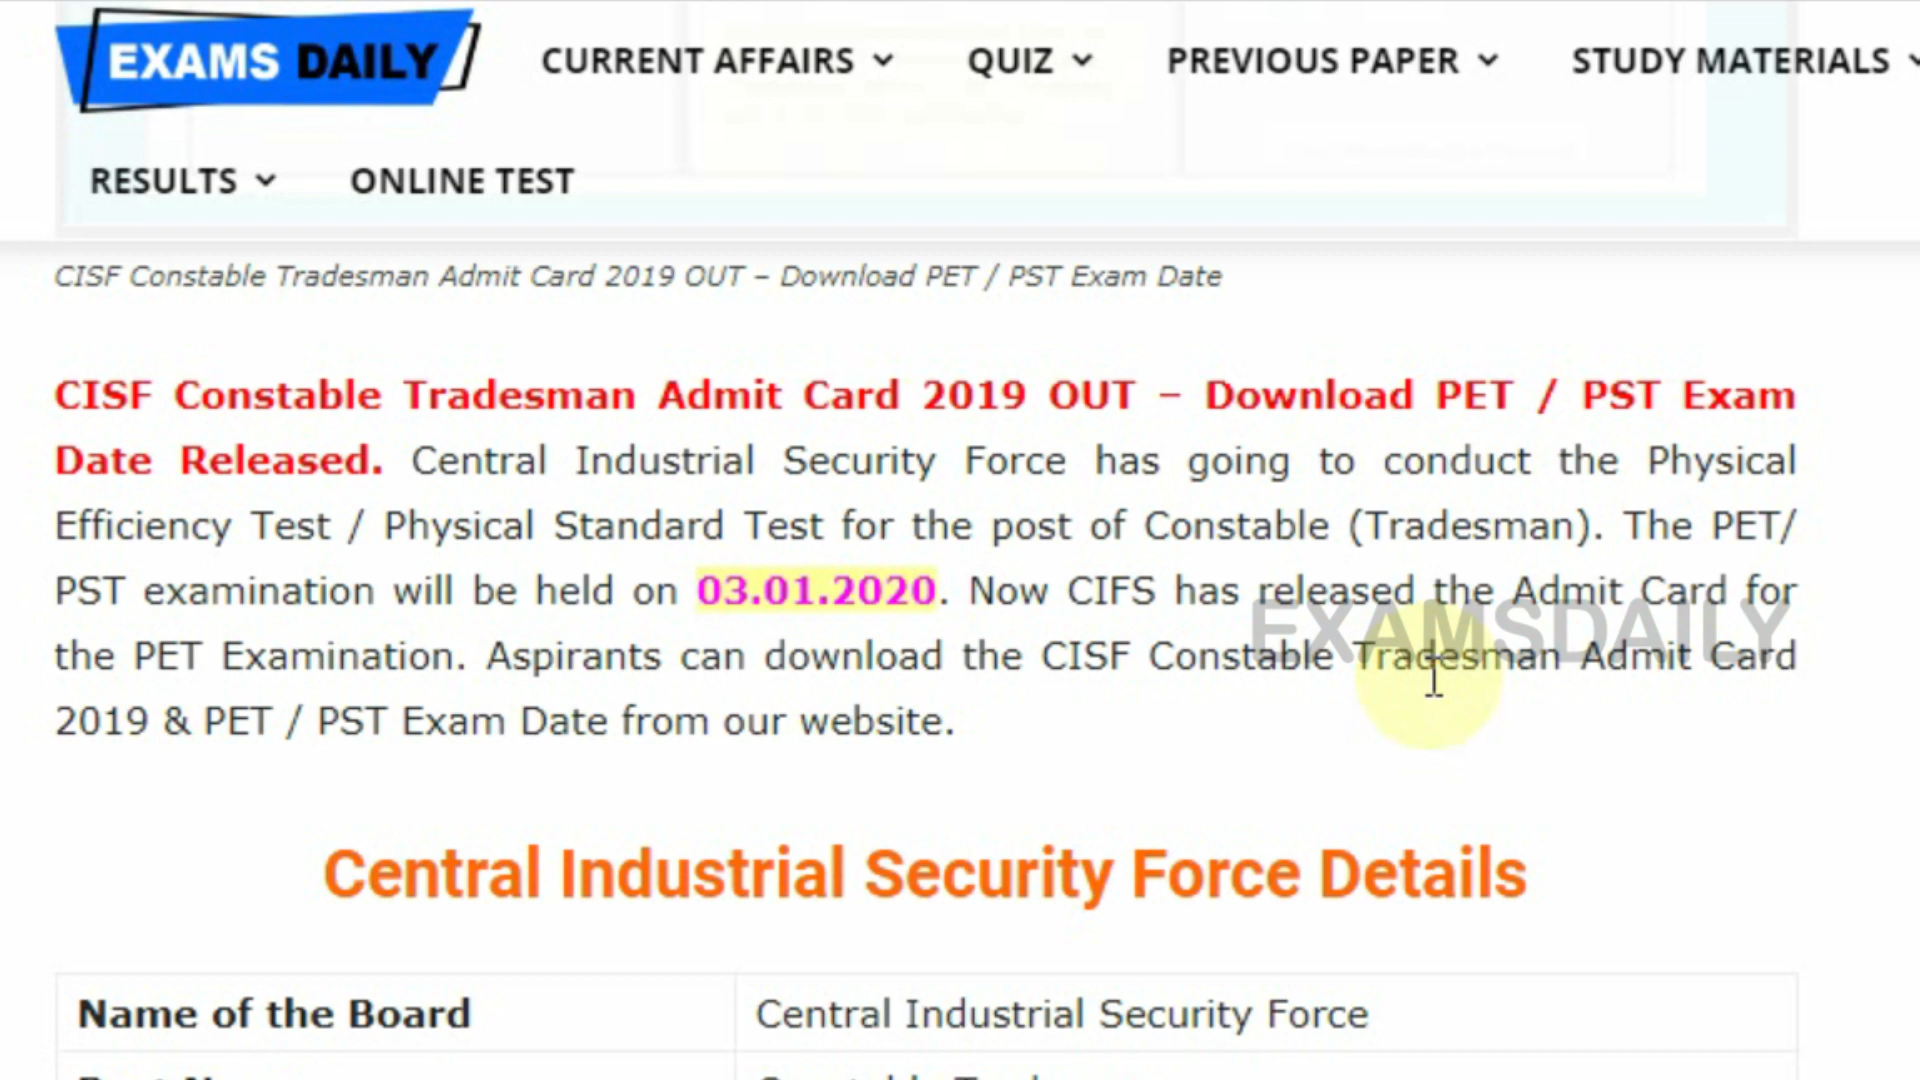 EXAMS DAILY
CURRENT AFFAIRS
QUIZ
PREVIOUS PAPER
STUDY MATERIALS
RESULTS
ONLINE TEST
CISF Constable Tradesman Admit Card 2019 OUT – Download PET / PST Exam Date
CISF Constable Tradesman Admit Card 2019 OUT – Download PET / PST Exam
Date Released. Central Industrial Security Force has going to conduct the Physical
Efficiency Test / Physical Standard Test for the post of Constable (Tradesman). The PET/
PST examination will be held on 03.01.2020. Now CIFS has released the Admit Card for
EXAMSDAILY
the PET Examination. Aspirants can download the CISF Constable Tradesman Admit Card
2019 & PET / PST Exam Date from our website.
Central Industrial Security Force Details
Name of the Board
Central Industrial Security Force